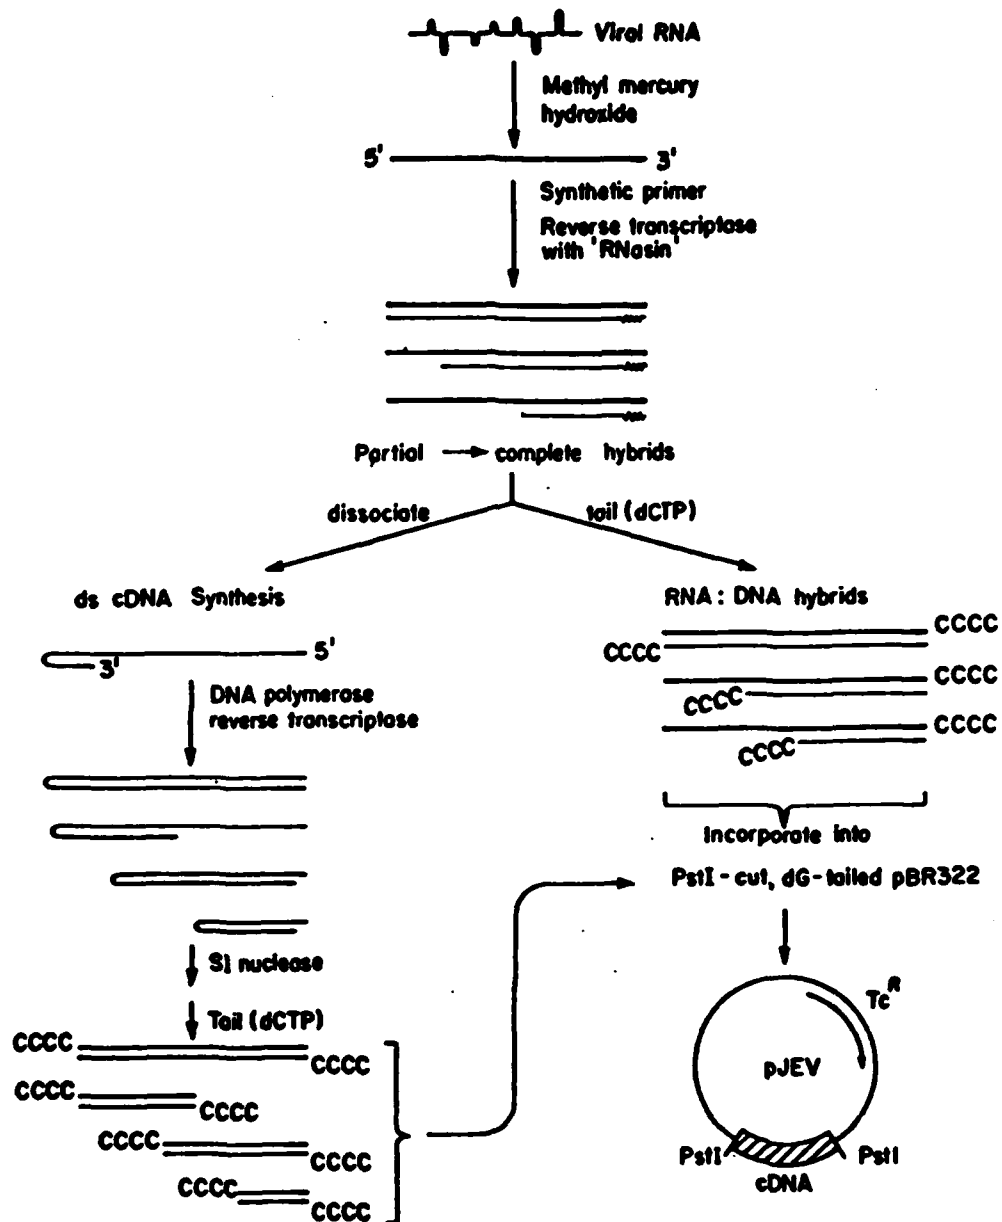 Viral RNA
Methyl mercury
hydroxide
5' 3'
Synthetic primer
Reverse transcriptase
with 'RNasin'
Partial → complete hybrids
dissociate
tail (dCTP)
ds cDNA Synthesis
5'
3'
DNA polymerase
reverse transcriptase
S1 nuclease
Tail (dCTP)
CCCC
CCCC
CCCC
CCCC
CCCC
CCCC
CCCC
CCCC
RNA : DNA hybrids
CCCC
CCCC
CCCC
CCCC
CCCC
CCCC
Incorporate into
PstI - cut, dG - tailed pBR322
Tc^R
pJEV
PstI
PstI
cDNA